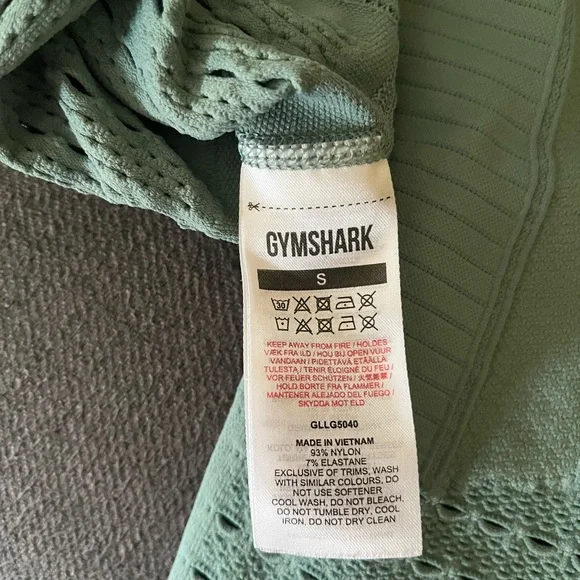 GYMSHARK
S
30
KEEP AWAY FROM FIRE / HOLDES
VÆK FRA ILD / HOU BIJ OPEN VUUR
VANDAAN / PIDETTÄVÄ ETÄÄLLÄ
TULESTA / TENIR ÉLOIGNÉ DU FEU /
VOR FEUER SCHÜTZEN / 火気厳禁 /
HOLD BORTE FRA FLAMMER /
MANTENER ALEJADO DEL FUEGO /
SKYDDA MOT ELD
GLLG5040
MADE IN VIETNAM
93% NYLON
7% ELASTANE
EXCLUSIVE OF TRIMS, WASH
WITH SIMILAR COLOURS, DO
NOT USE SOFTENER
COOL WASH, DO NOT BLEACH,
DO NOT TUMBLE DRY, COOL
IRON, DO NOT DRY CLEAN